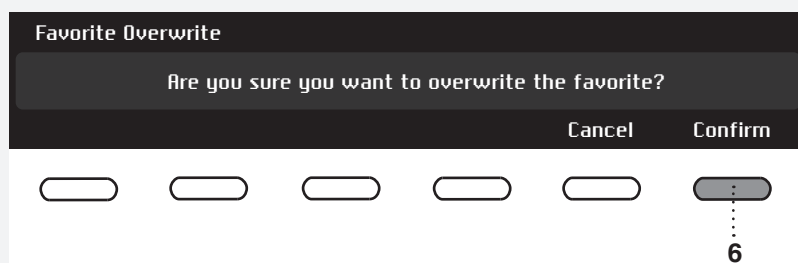 Favorite Overwrite
Are you sure you want to overwrite the favorite?
Cancel Confirm
6